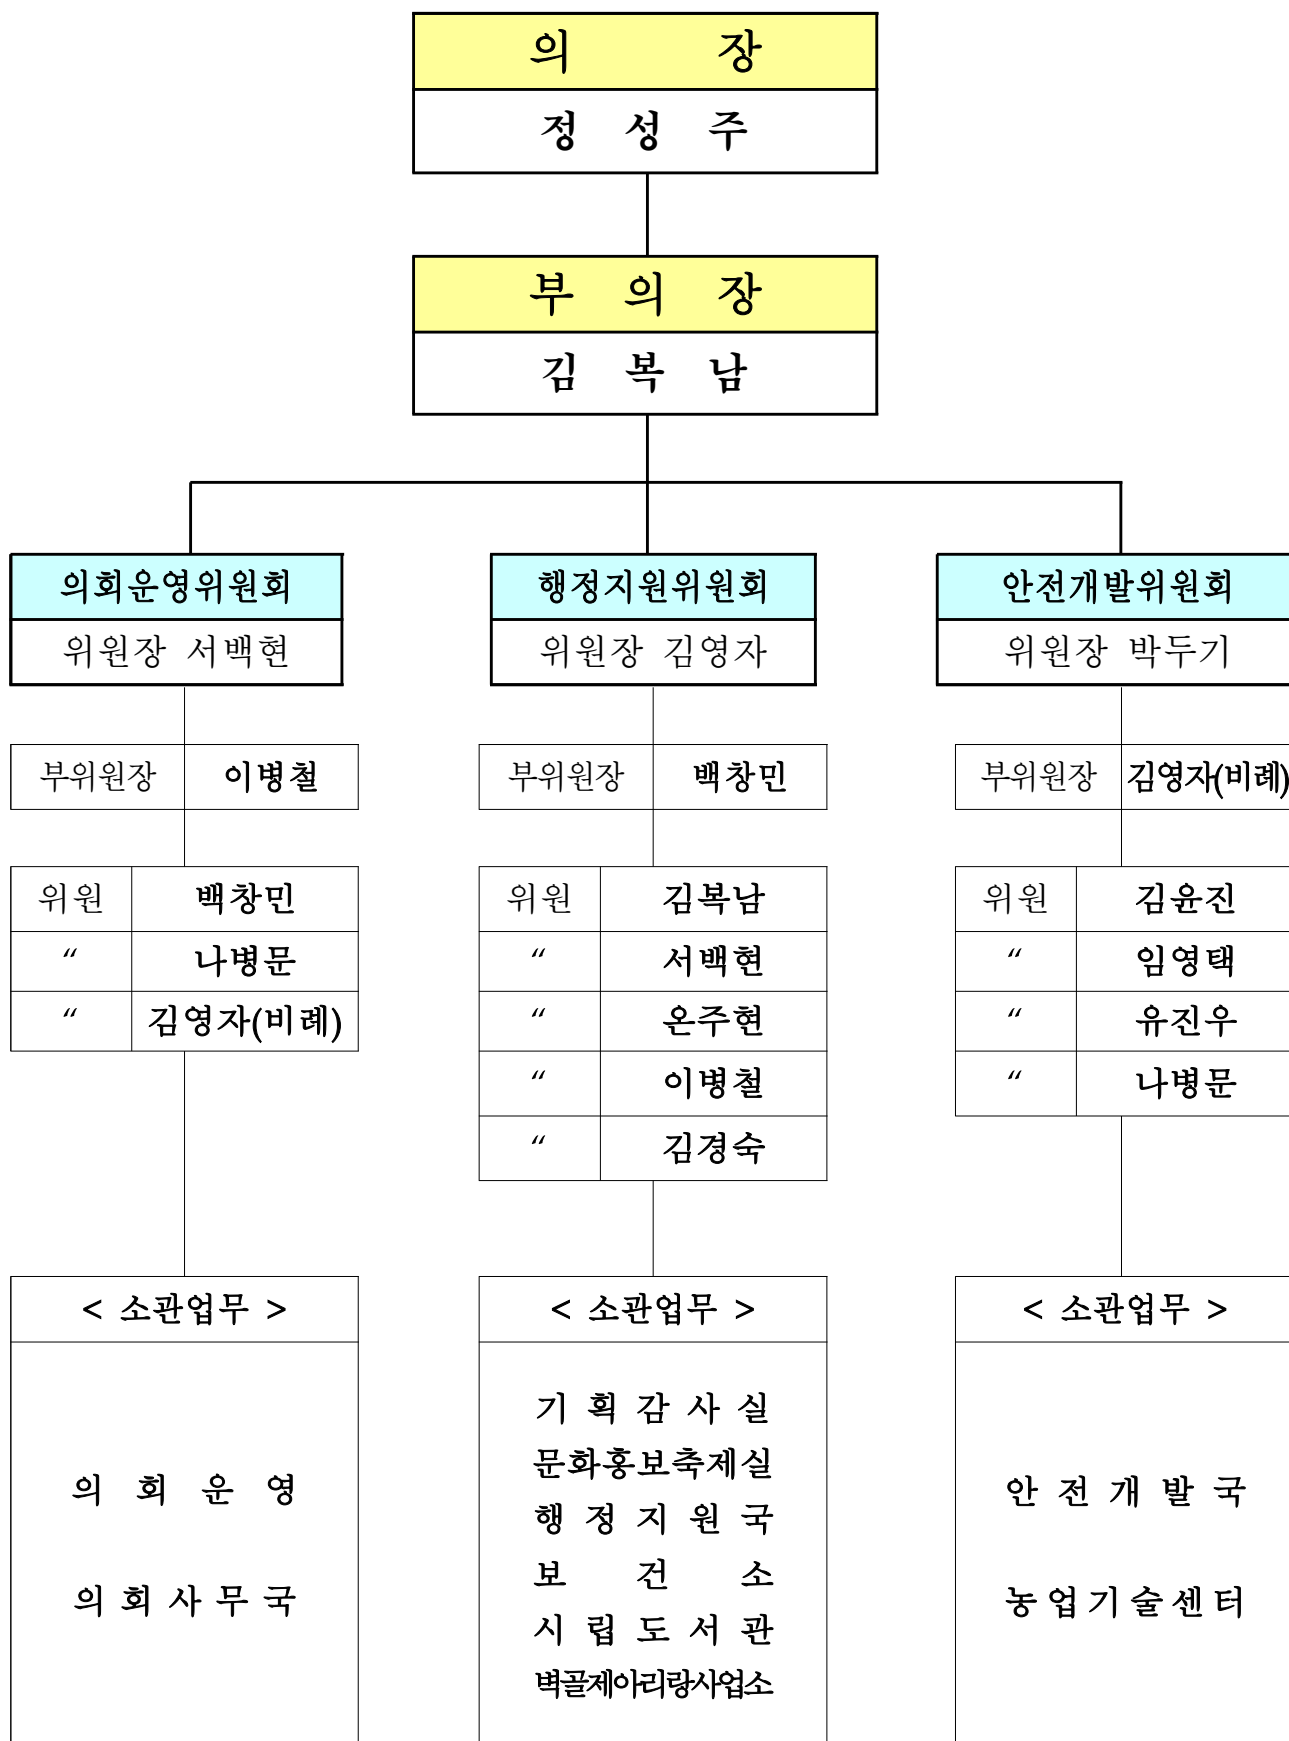 의 장
정 성 주
부 의 장
김 복 남
의회운영위원회
위원장 서백현
부위원장 이병철
위원 백창민
〃 나병문
〃 김영자(비례)
< 소관업무 >
의 회 운 영
의 회 사 무 국
행정지원위원회
위원장 김영자
부위원장 백창민
위원 김복남
〃 서백현
〃 온주현
〃 이병철
〃 김경숙
< 소관업무 >
기 획 감 사 실
문화홍보축제실
행 정 지 원 국
보 건 소
시 립 도 서 관
벽골제아리랑사업소
안전개발위원회
위원장 박두기
부위원장 김영자(비례)
위원 김윤진
〃 임영택
〃 유진우
〃 나병문
< 소관업무 >
안 전 개 발 국
농업기술센터